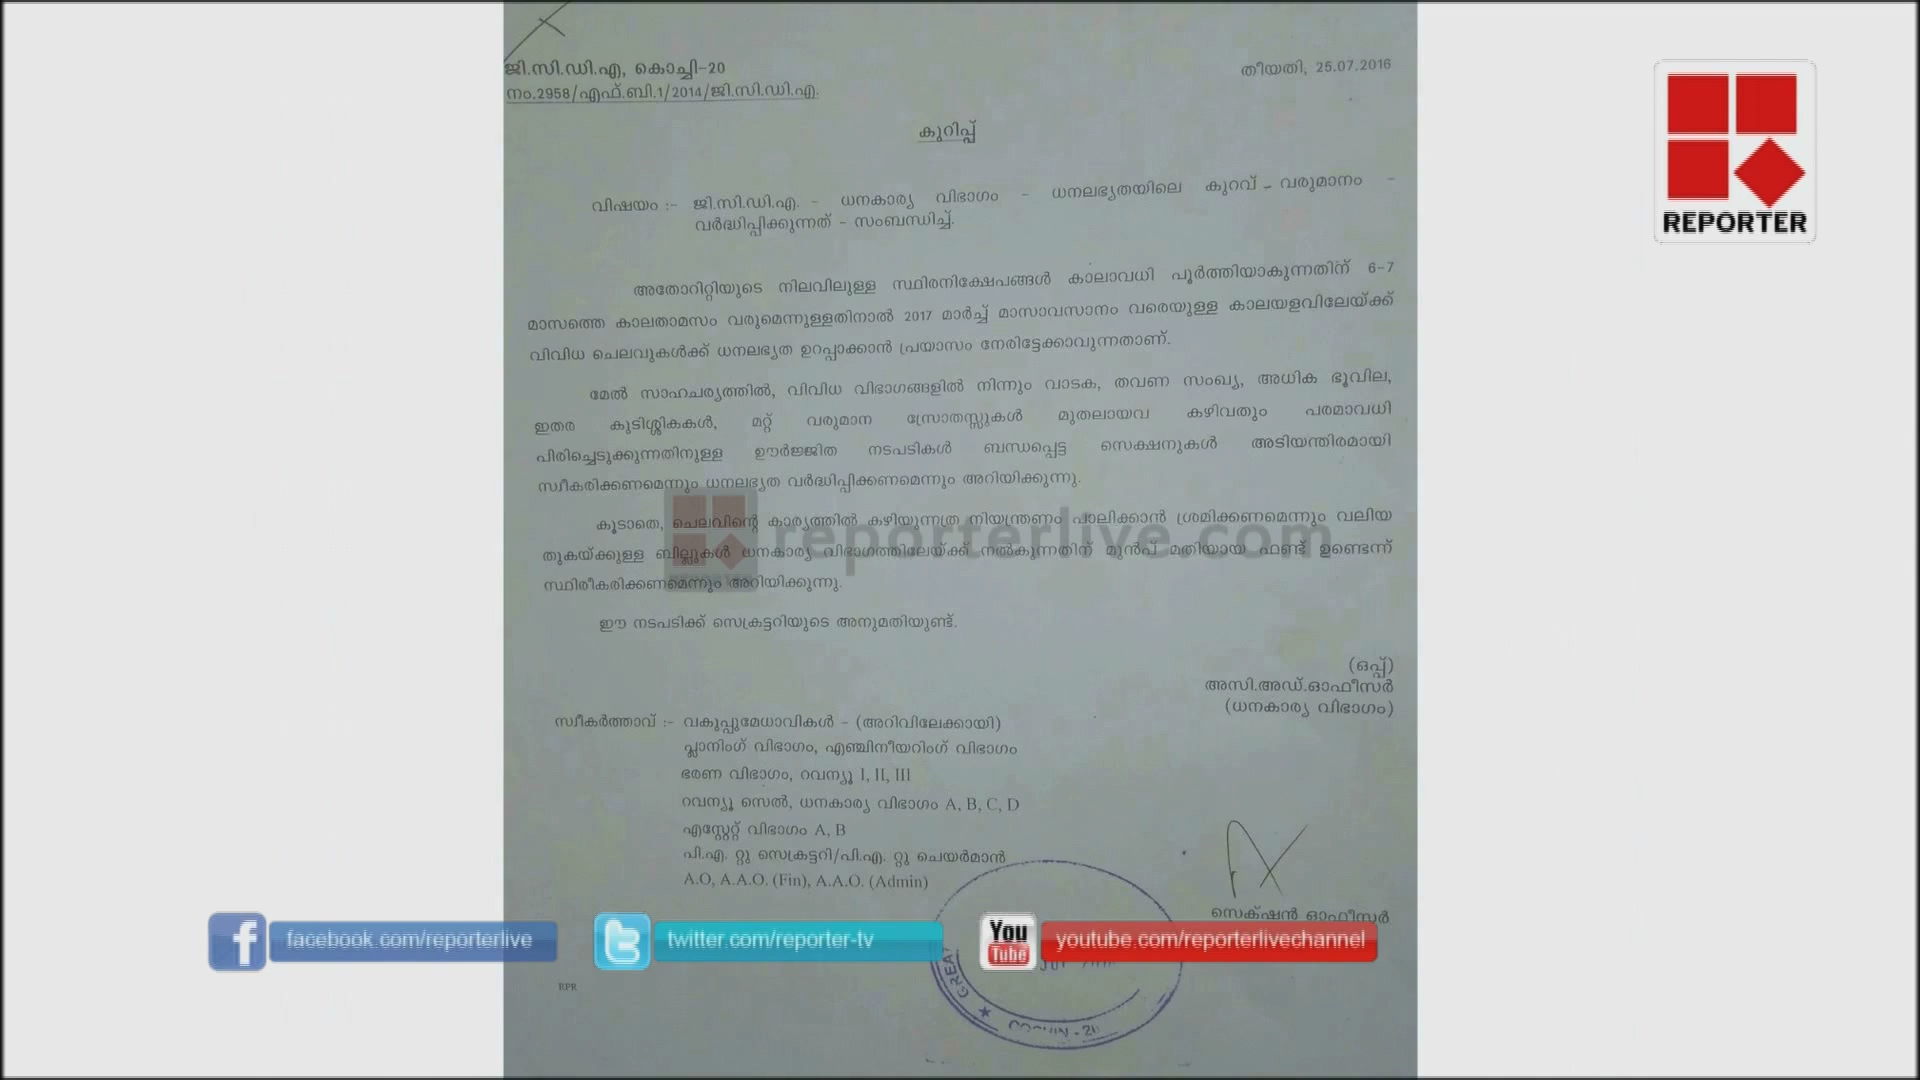 ജി.സി.ഡി.എ, കൊച്ചി-20
തീയതി, 25.07.2016
നം.2958/എഫ്.ബി.1/2014/ജി.സി.ഡി.എ.
കുറിപ്പ്
വിഷയം :- ജി.സി.ഡി.എ. - ധനകാര്യ വിഭാഗം - ധനലഭ്യതയിലെ കുറവ് - വരുമാനം -
വർദ്ധിപ്പിക്കുന്നത് - സംബന്ധിച്ച്.
അതോറിറ്റിയുടെ നിലവിലുള്ള സ്ഥിരനിക്ഷേപങ്ങൾ കാലാവധി പൂർത്തിയാകുന്നതിന് 6-7
മാസത്തെ കാലതാമസം വരുമെന്നുള്ളതിനാൽ 2017 മാർച്ച് മാസാവസാനം വരെയുള്ള കാലയളവിലേയ്ക്ക്
വിവിധ ചെലവുകൾക്ക് ധനലഭ്യത ഉറപ്പാക്കാൻ പ്രയാസം നേരിട്ടേക്കാവുന്നതാണ്.
മേൽ സാഹചര്യത്തിൽ, വിവിധ വിഭാഗങ്ങളിൽ നിന്നും വാടക, തവണ സംഖ്യ, അധിക ഭൂവില,
ഇതര കുടിശ്ശികകൾ, മറ്റ് വരുമാന സ്രോതസ്സുകൾ മുതലായവ കഴിവതും പരമാവധി
പിരിച്ചെടുക്കുന്നതിനുള്ള ഊർജ്ജിത നടപടികൾ ബന്ധപ്പെട്ട സെക്ഷനുകൾ അടിയന്തിരമായി
സ്വീകരിക്കണമെന്നും ധനലഭ്യത വർദ്ധിപ്പിക്കണമെന്നും അറിയിക്കുന്നു.
കൂടാതെ, ചെലവിന്റെ കാര്യത്തിൽ കഴിയുന്നത്ര നിയന്ത്രണം പാലിക്കാൻ ശ്രമിക്കണമെന്നും വലിയ
തുകയ്ക്കുള്ള ബില്ലുകൾ ധനകാര്യ വിഭാഗത്തിലേയ്ക്ക് നൽകുന്നതിന് മുൻപ് മതിയായ ഫണ്ട് ഉണ്ടെന്ന്
സ്ഥിരീകരിക്കണമെന്നും അറിയിക്കുന്നു.
reporterlive.com
ഈ നടപടിക്ക് സെക്രട്ടറിയുടെ അനുമതിയുണ്ട്.
(ഒപ്പ്)
അസി.അഡ്.ഓഫീസർ
(ധനകാര്യ വിഭാഗം)
സ്വീകർത്താവ് :- വകുപ്പുമേധാവികൾ - (അറിവിലേക്കായി)
പ്ലാനിംഗ് വിഭാഗം, എഞ്ചിനീയറിംഗ് വിഭാഗം
ഭരണ വിഭാഗം, റവന്യൂ I, II, III
റവന്യൂ സെൽ, ധനകാര്യ വിഭാഗം A, B, C, D
എസ്റ്റേറ്റ് വിഭാഗം A, B
പി.എ. റ്റു സെക്രട്ടറി/പി.എ. റ്റു ചെയർമാൻ
A.O, A.A.O. (Fin), A.A.O. (Admin)
സെക്ഷൻ ഓഫീസർ
RPR
REPORTER
facebook.com/reporterlive
twitter.com/reporter-tv
You Tube
youtube.com/reporterlivechannel